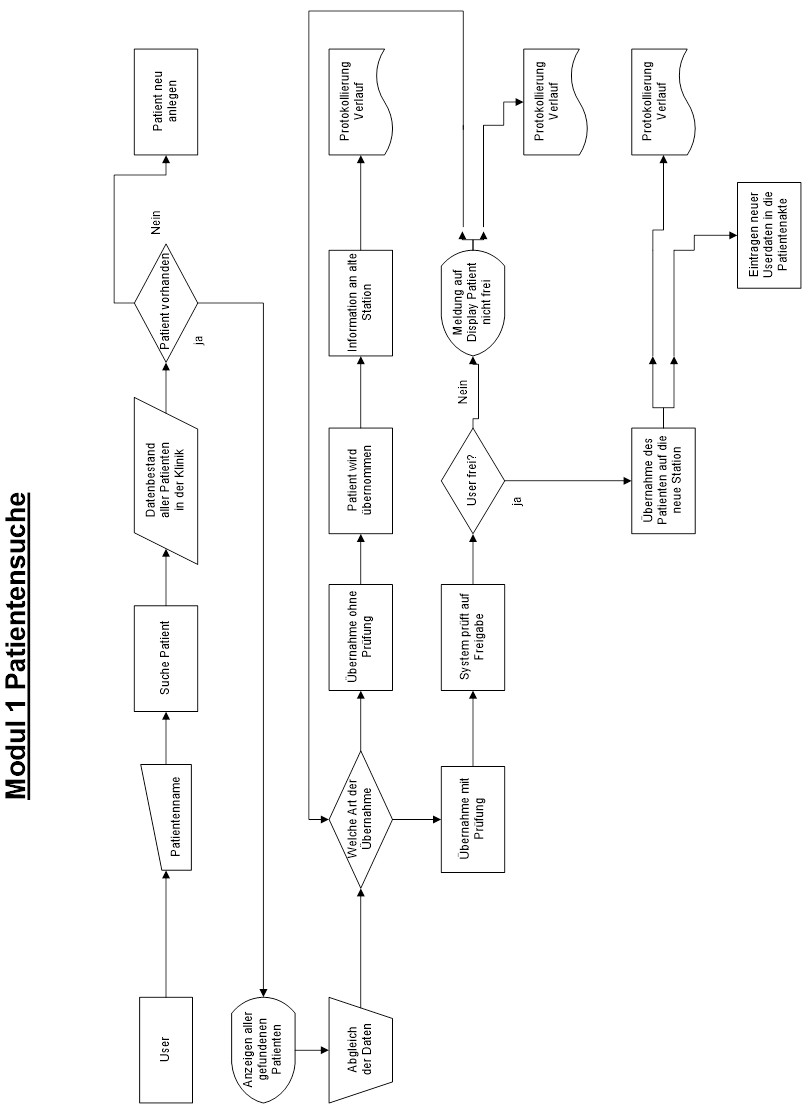 Modul 1 Patientensuche
User
Patientenname
Suche Patient
Datenbestand
aller Patienten
in der Klinik
Patient vorhanden
Nein
ja
Patient neu
anlegen
Anzeigen aller
gefundenen
Patienten
Abgleich
der Daten
Welche Art der
Übernahme
Übernahme ohne
Prüfung
Patient wird
übernommen
Information an alte
Station
Protokollierung
Verlauf
Übernahme mit
Prüfung
System prüft auf
Freigabe
User frei?
Nein
ja
Meldung auf
Display Patient
nicht frei
Protokollierung
Verlauf
Übernahme des
Patienten auf die
neue Station
Protokollierung
Verlauf
Eintragen neuer
Userdaten in die
Patientenakte